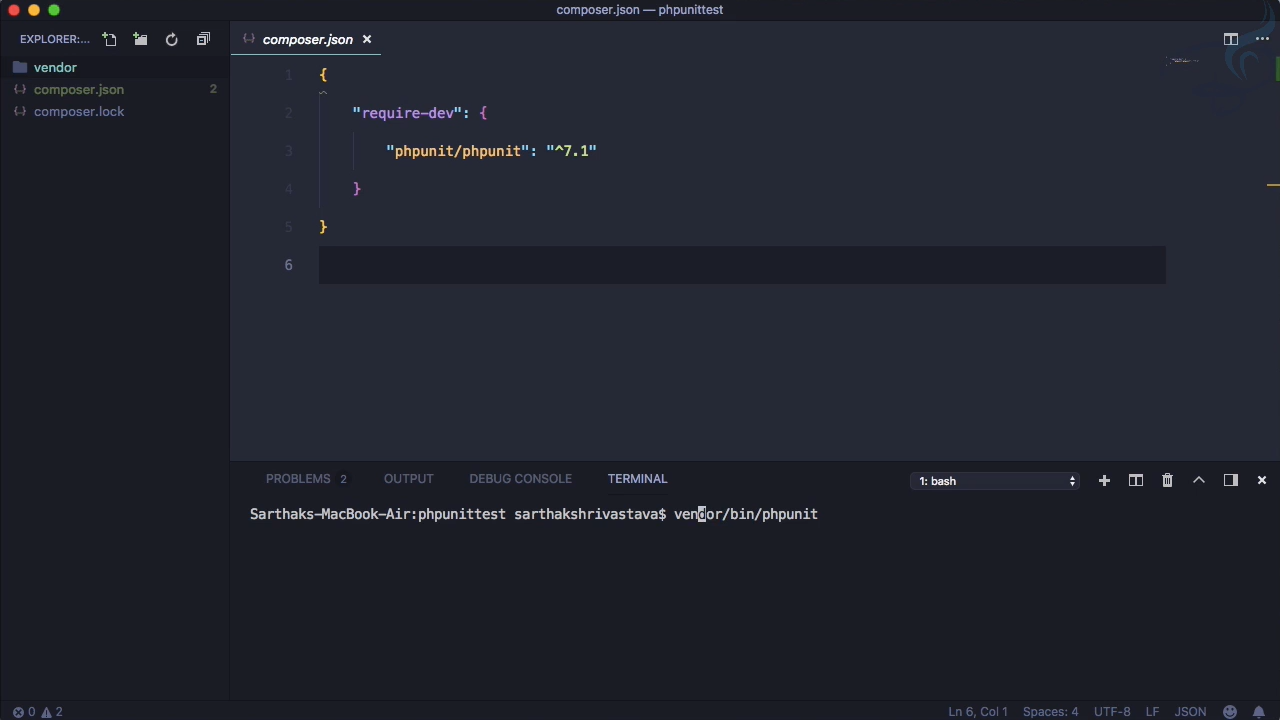 composer.json — phpunittest
EXPLORER:...
composer.json
vendor
composer.json 2
composer.lock
1 {
2 "require-dev": {
3 "phpunit/phpunit": "^7.1"
4 }
5 }
6
PROBLEMS 2 OUTPUT DEBUG CONSOLE TERMINAL 1: bash
Sarthaks-MacBook-Air:phpunittest sarthakshrivastava$ vendor/bin/phpunit
0 2 Ln 6, Col 1 Spaces: 4 UTF-8 LF JSON